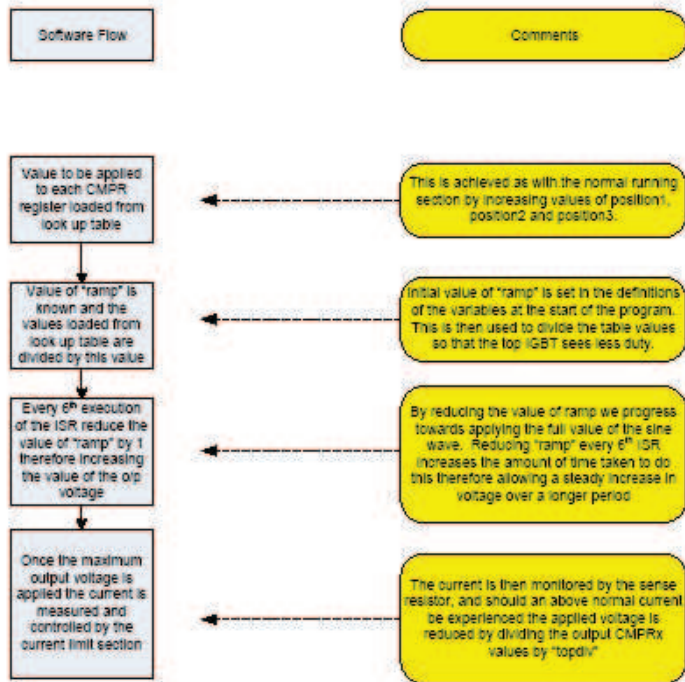 Software Flow
Comments
Value to be applied
to each CMPR
register loaded from
look up table
This is achieved as with the normal running
section by increasing values of position1,
position2 and position3.
Value of "ramp" is
known and the
values loaded from
look up table are
divided by this value
Initial value of "ramp" is set in the definitions
of the variables at the start of the program.
This is then used to divide the table values
so that the top IGBT sees less duty.
Every 6th execution
of the ISR reduce the
value of "ramp" by 1
therefore increasing
the value of the o/p
voltage
By reducing the value of ramp we progress
towards applying the full value of the sine
wave. Reducing "ramp" every 6th ISR
increases the amount of time taken to do
this therefore allowing a steady increase in
voltage over a longer period
Once the maximum
output voltage is
applied the current is
measured and
controlled by the
current limit section
The current is then monitored by the sense
resistor, and should an above normal current
be experienced the applied voltage is
reduced by dividing the output CMPRx
values by "topdiv"